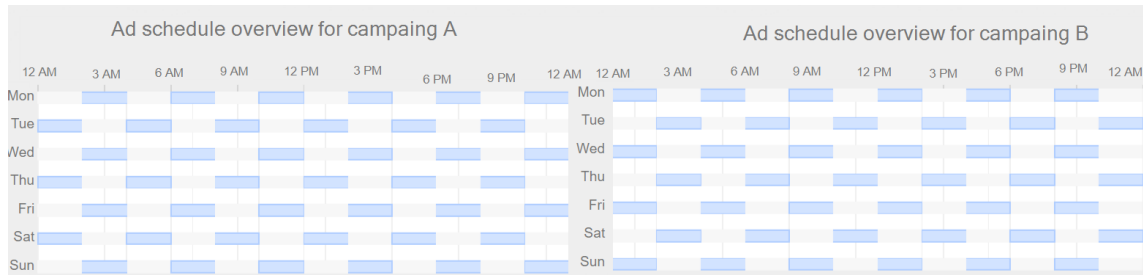 Ad schedule overview for campaing A
12 AM 3 AM 6 AM 9 AM 12 PM 3 PM 6 PM 9 PM 12 AM
Mon
Tue
Wed
Thu
Fri
Sat
Sun
Ad schedule overview for campaing B
12 AM 3 AM 6 AM 9 AM 12 PM 3 PM 6 PM 9 PM 12 AM
Mon
Tue
Wed
Thu
Fri
Sat
Sun